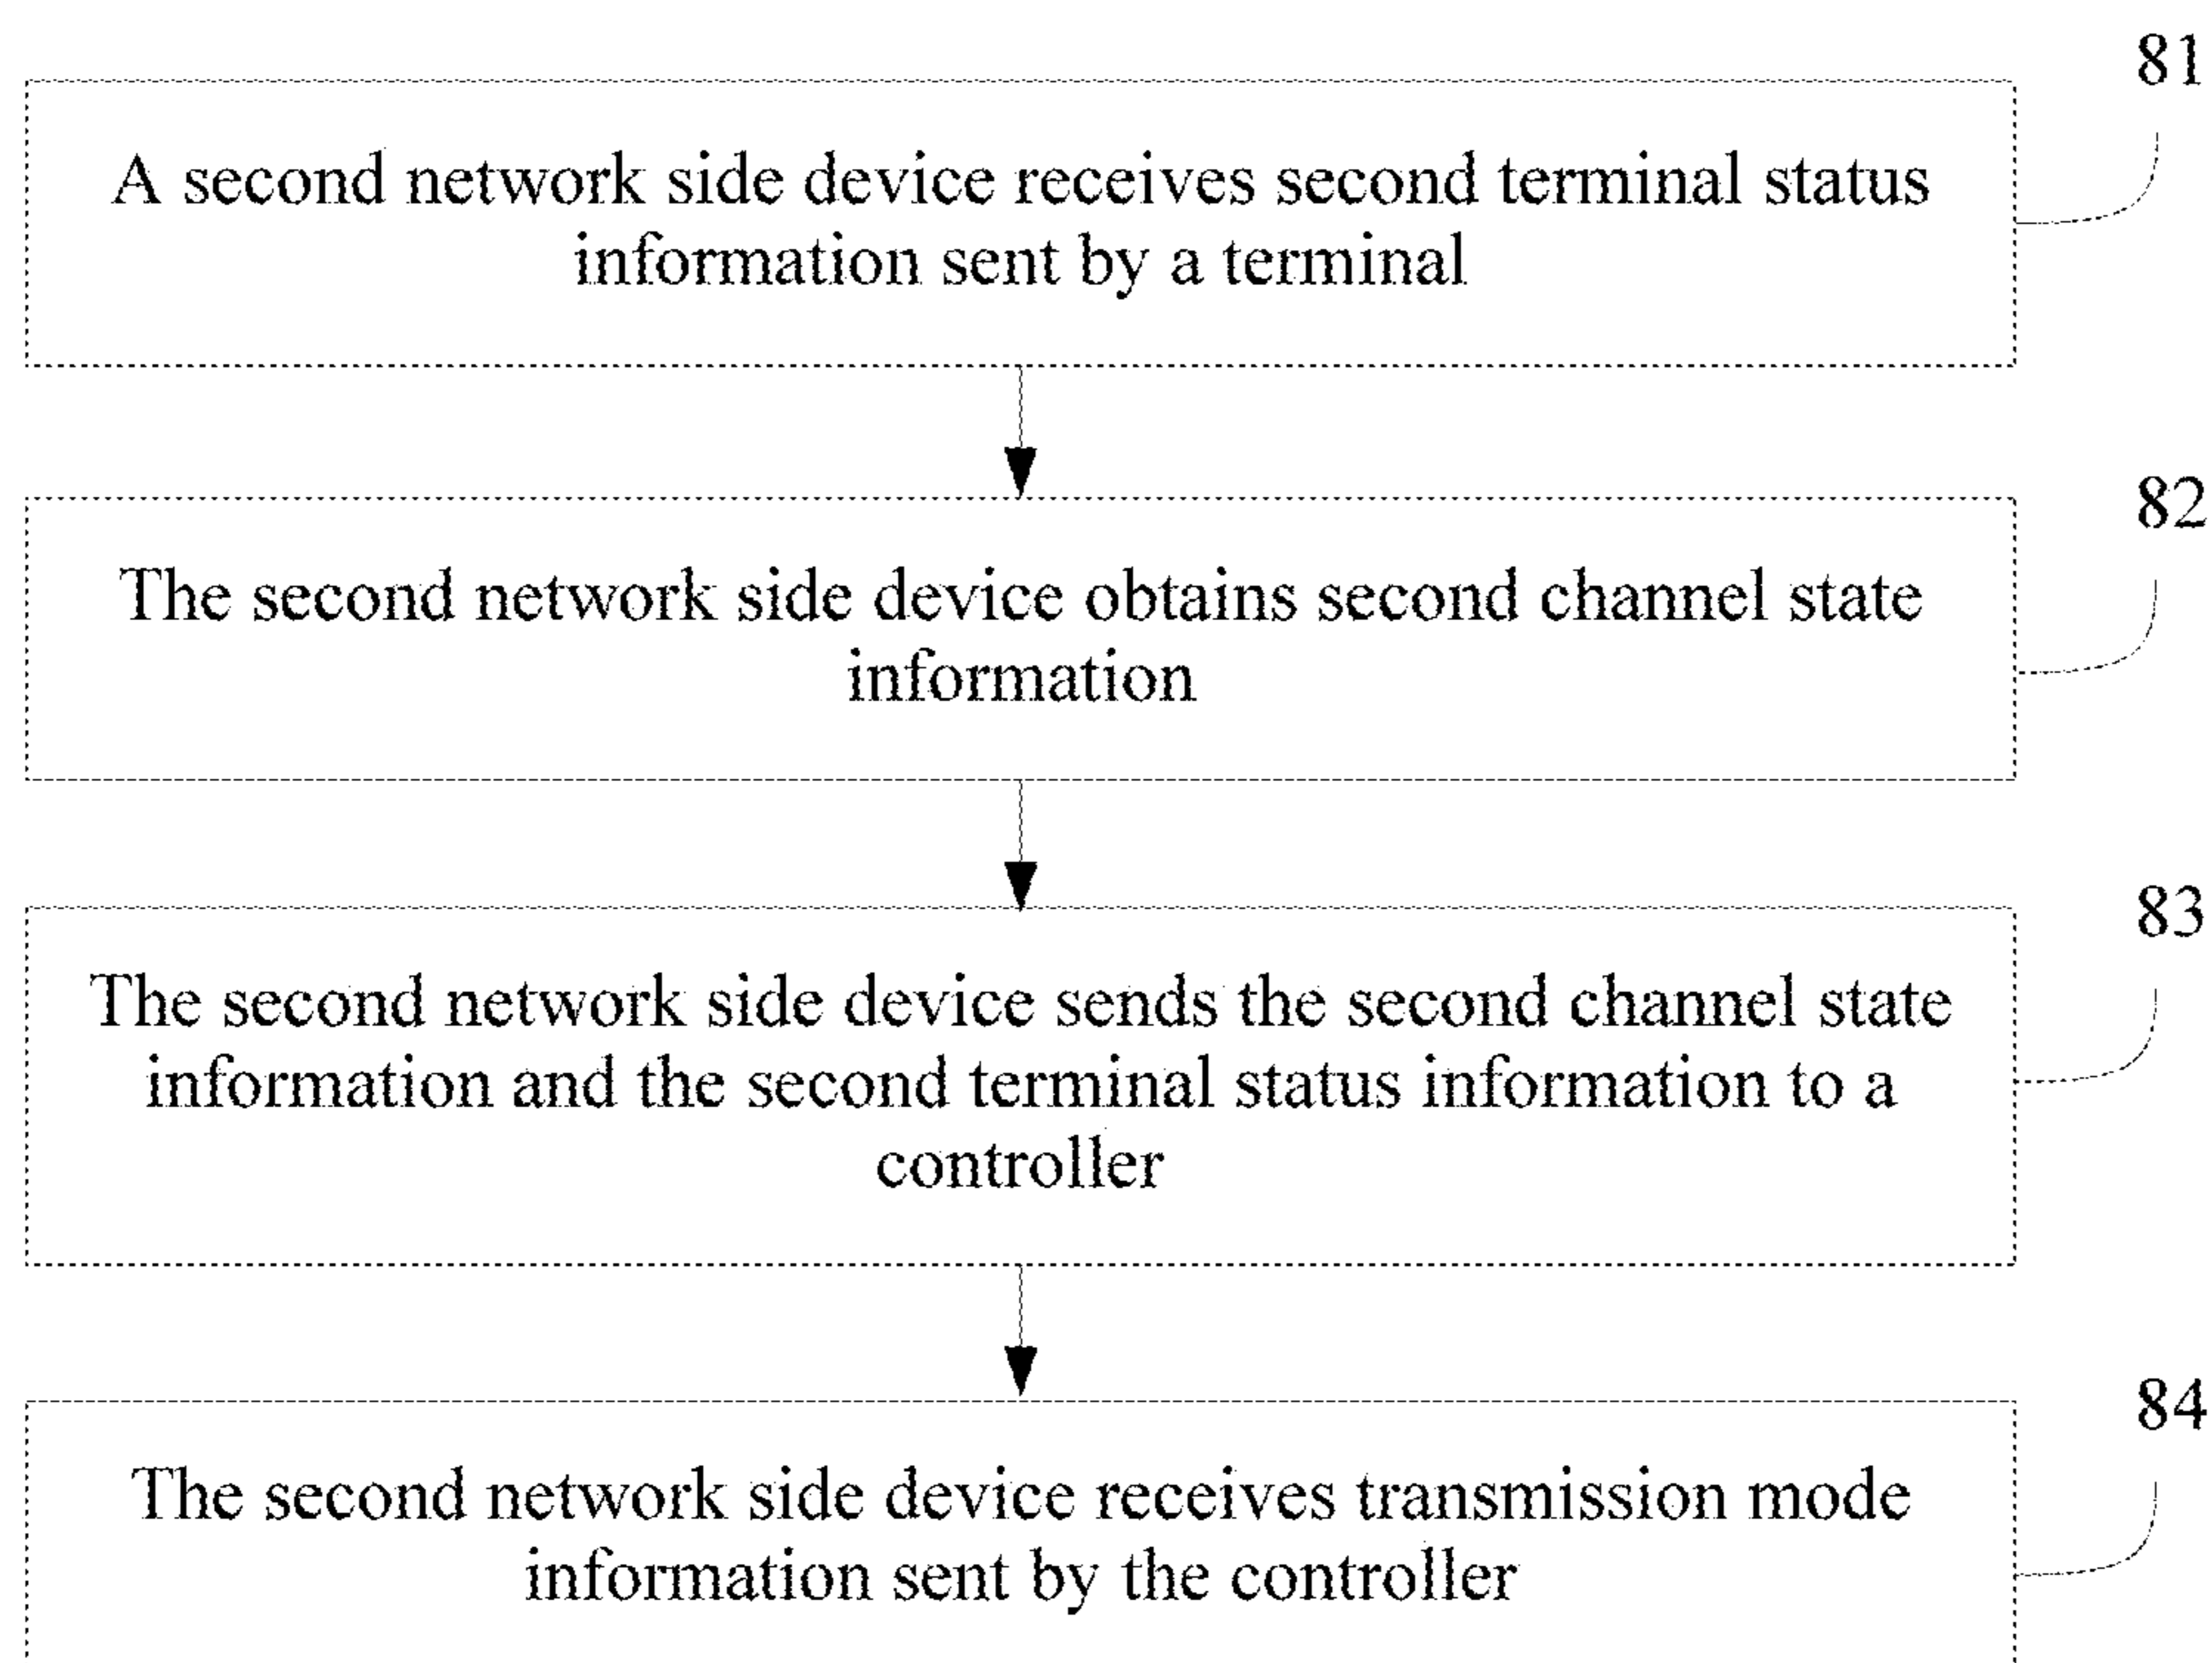 81
A second network side device receives second terminal status
information sent by a terminal
82
The second network side device obtains second channel state
information
83
The second network side device sends the second channel state
information and the second terminal status information to a
controller
84
The second network side device receives transmission mode
information sent by the controller